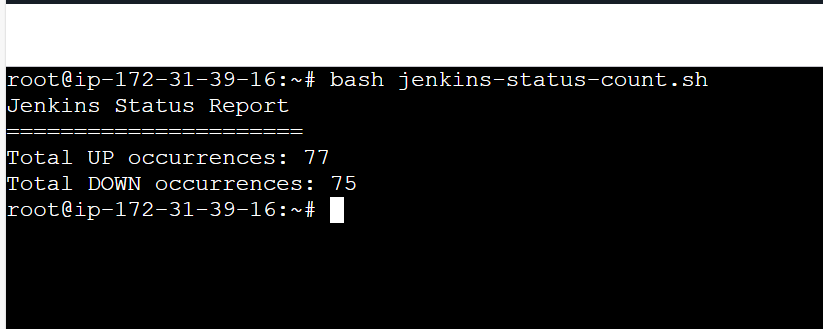 root@ip-172-31-39-16:~# bash jenkins-status-count.sh
Jenkins Status Report
======================
Total UP occurrences: 77
Total DOWN occurrences: 75
root@ip-172-31-39-16:~#